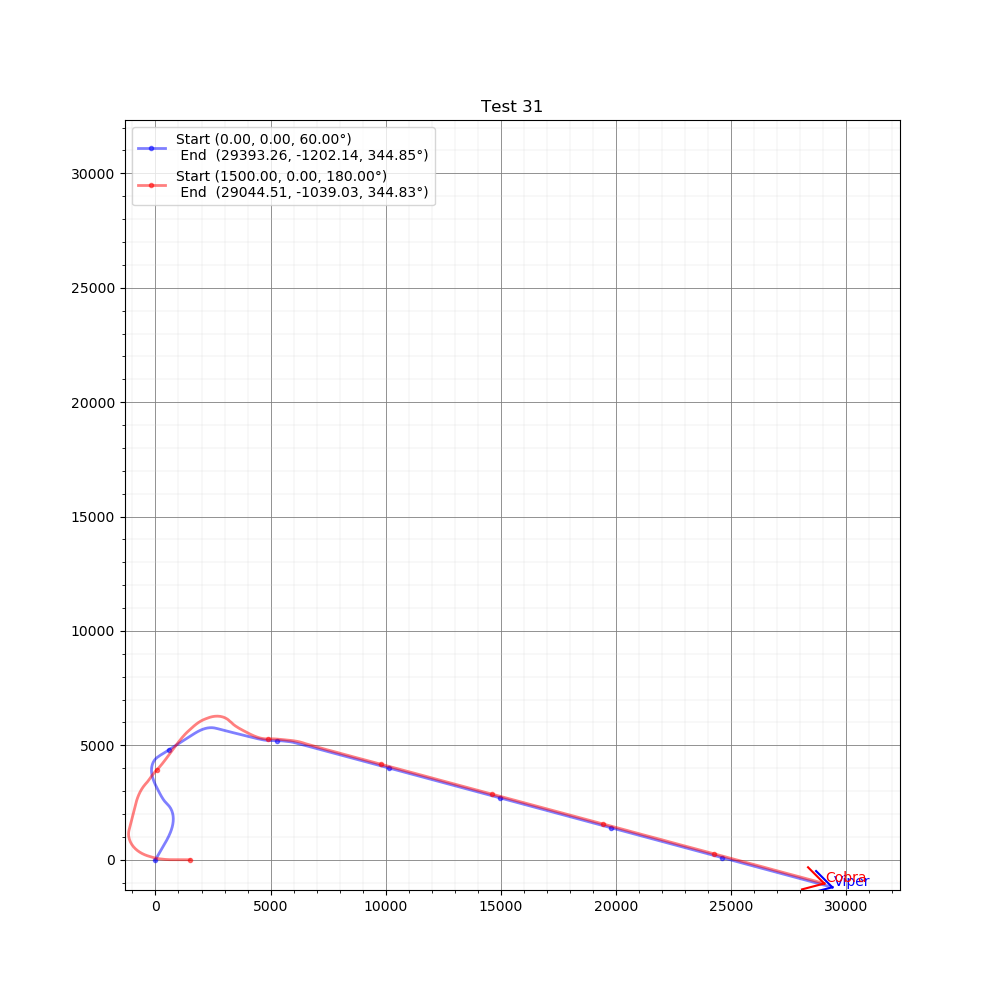 Test 31
Start (0.00, 0.00, 60.00°)
End  (29393.26, -1202.14, 344.85°)
Start (1500.00, 0.00, 180.00°)
End  (29044.51, -1039.03, 344.83°)
30000
25000
20000
15000
10000
5000
0
Cobra
Viper
0 5000 10000 15000 20000 25000 30000